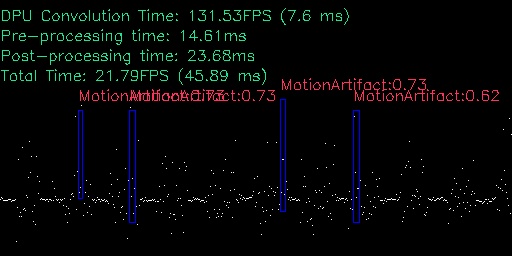 DPU Convolution Time: 131.53FPS (7.6 ms)
Pre-processing time: 14.61ms
Post-processing time: 23.68ms
Total Time: 21.79FPS (45.89 ms)
MotionArtifact:0.73
MotionArtifact:0.73
MotionArtifact:0.73
MotionArtifact:0.62